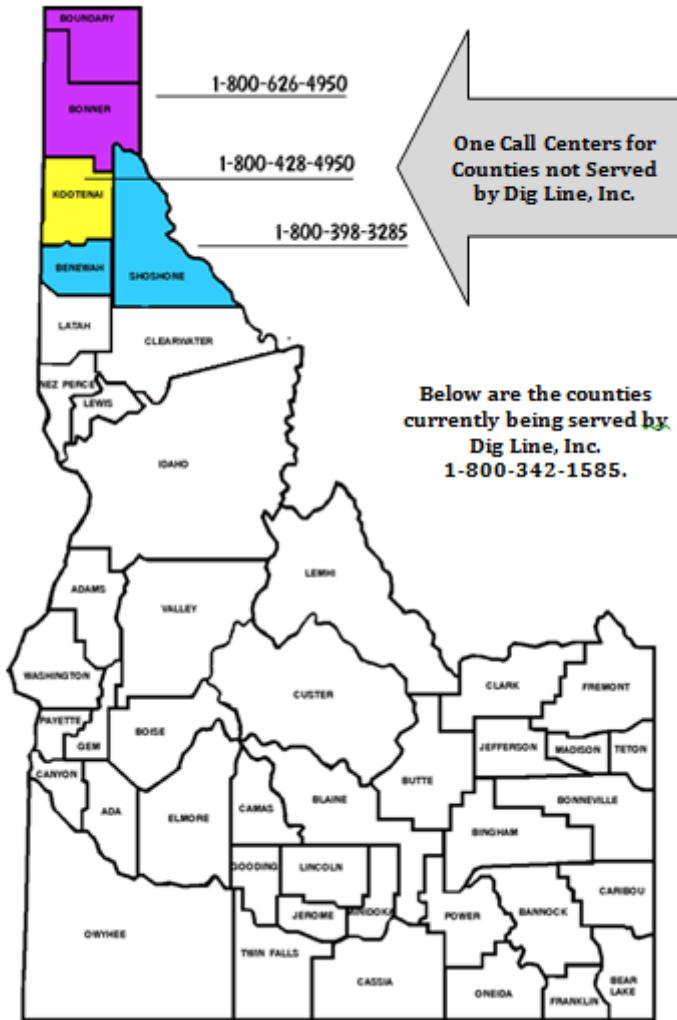 BOUNDARY
1-800-626-4950
BONNER
One Call Centers for
Counties not Served
by Dig Line, Inc.
1-800-428-4950
KOOTENAI
1-800-398-3285
BENEWAH
SHOSHONE
LATAH
CLEARWATER
NEZ PERCE
LEWIS
Below are the counties
currently being served by
Dig Line, Inc.
1-800-342-1585.
IDAHO
LEMHI
ADAMS
VALLEY
WASHINGTON
CUSTER
CLARK
FREMONT
PAYETTE
GEM
BOISE
JEFFERSON
MADISON
TETON
CANYON
BUTTE
ADA
ELMORE
CAMAS
BLAINE
BONNEVILLE
BINGHAM
GOODING
LINCOLN
CARIBOU
JEROME
MINIDOKA
POWER
BANNOCK
OWYHEE
TWIN FALLS
CASSIA
ONEIDA
FRANKLIN
BEAR
LAKE